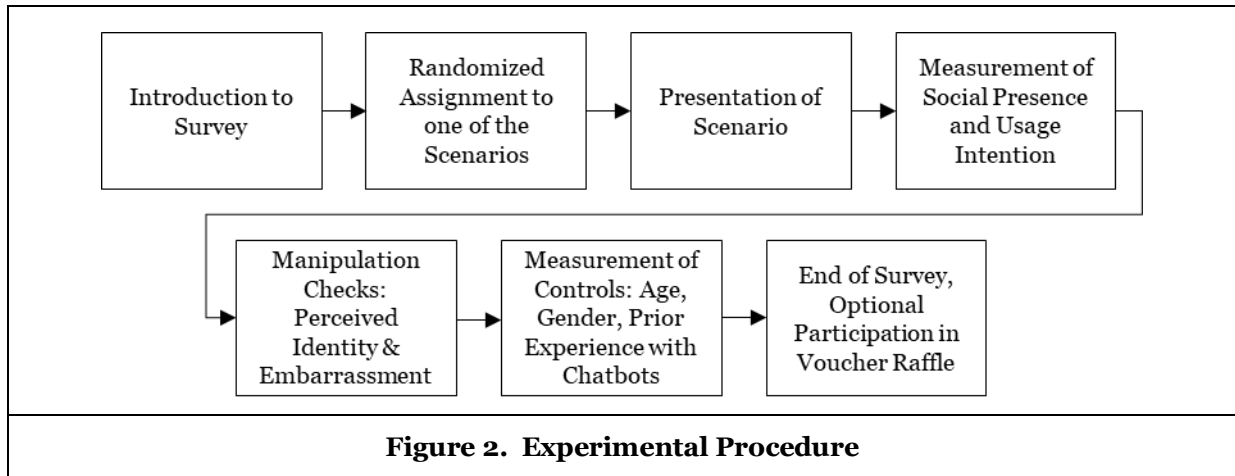 Introduction to
Survey
Randomized
Assignment to
one of the
Scenarios
Presentation of
Scenario
Measurement of
Social Presence
and Usage
Intention
Manipulation
Checks:
Perceived
Identity &
Embarrassment
Measurement of
Controls: Age,
Gender, Prior
Experience with
Chatbots
End of Survey,
Optional
Participation in
Voucher Raffle
Figure 2. Experimental Procedure